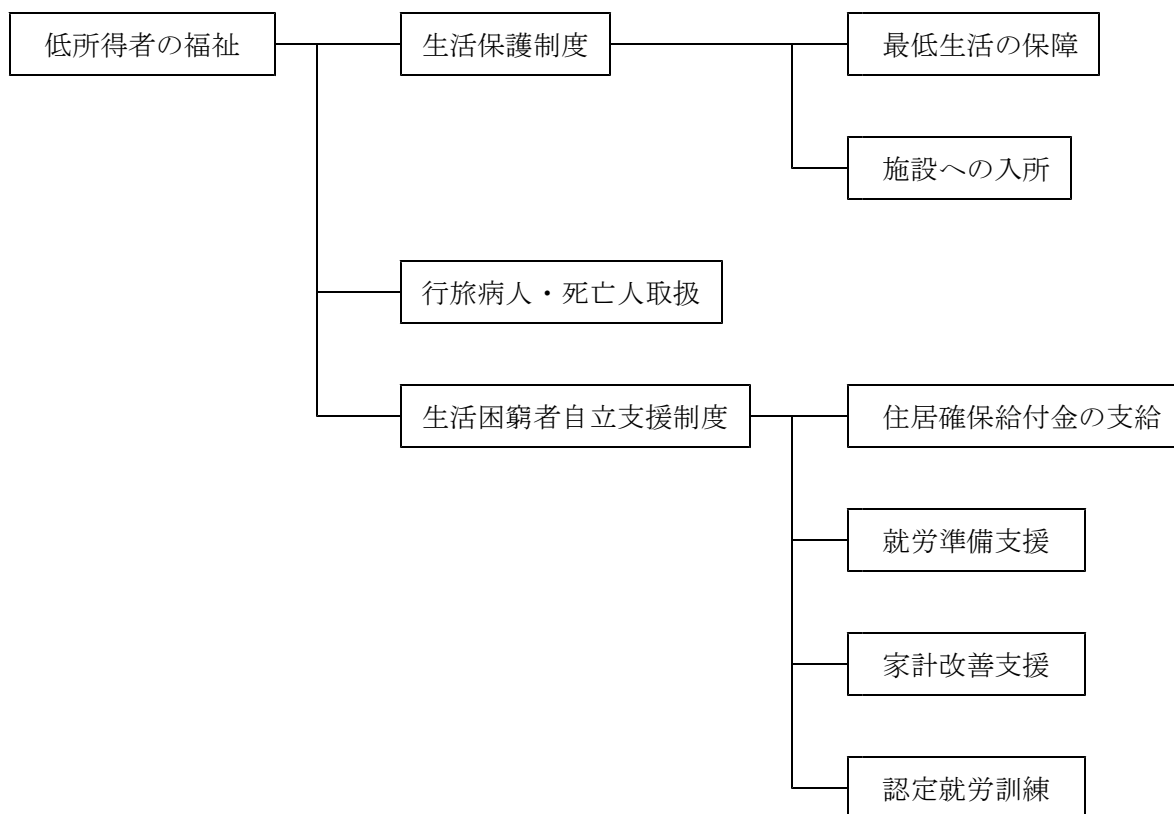 低所得者の福祉
生活保護制度
最低生活の保障
施設への入所
行旅病人・死亡人取扱
生活困窮者自立支援制度
住居確保給付金の支給
就労準備支援
家計改善支援
認定就労訓練